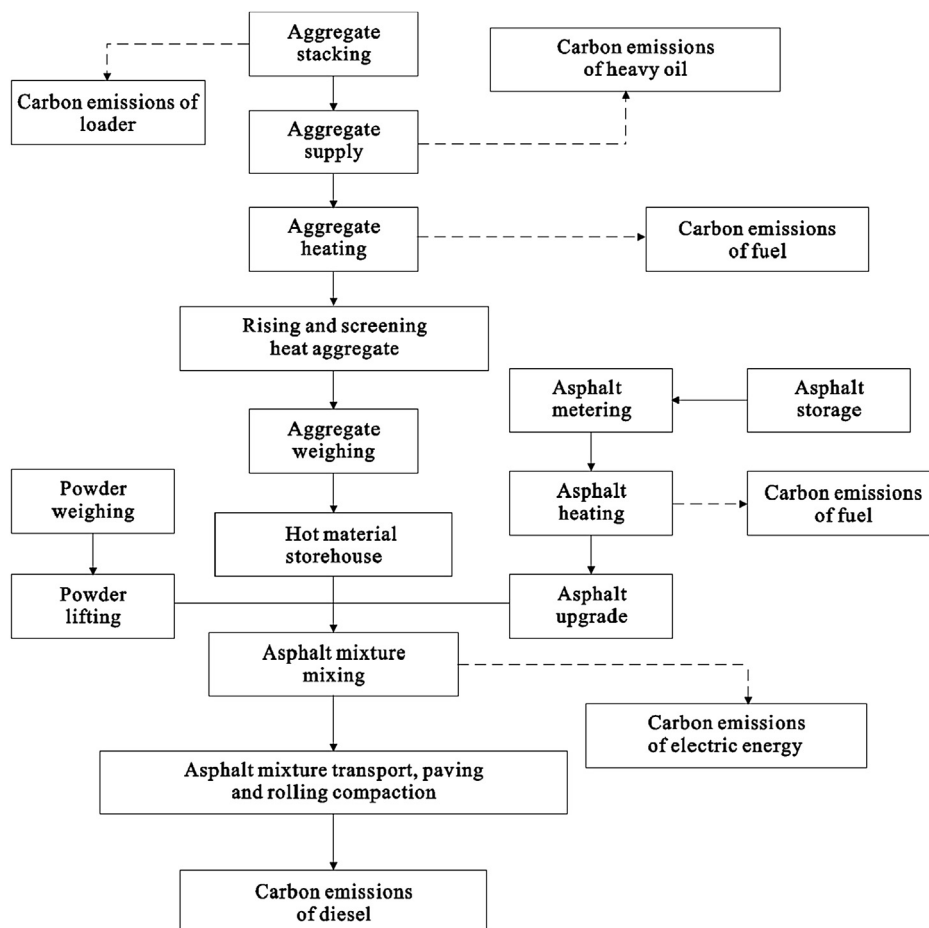 Aggregate
stacking
Carbon emissions
of heavy oil
Carbon emissions of
loader
Aggregate
supply
Aggregate
heating
Carbon emissions
of fuel
Rising and screening
heat aggregate
Asphalt
metering
Asphalt
storage
Aggregate
weighing
Powder
weighing
Asphalt
heating
Carbon emissions
of fuel
Hot material
storehouse
Powder
lifting
Asphalt
upgrade
Asphalt mixture
mixing
Carbon emissions
of electric energy
Asphalt mixture transport, paving
and rolling compaction
Carbon emissions
of diesel